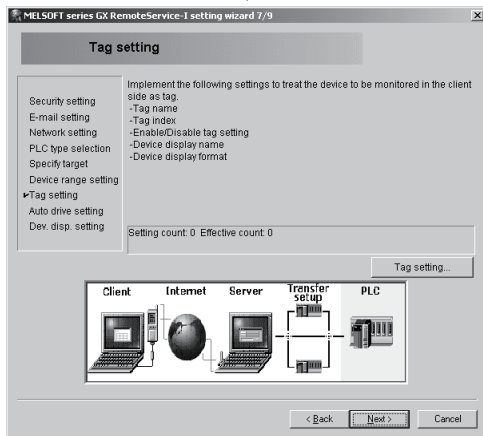 MELSOFT series GX RemoteService-I setting wizard 7/9
Tag setting
Security setting
E-mail setting
Network setting
PLC type selection
Specify target
Device range setting
Tag setting
Auto drive setting
Dev. disp. setting
Implement the following settings to treat the device to be monitored in the client
side as tag.
-Tag name
-Tag index
-Enable/Disable tag setting
-Device display name
-Device display format
Setting count: 0 Effective count: 0
Tag setting...
Client Internet Server Transfer setup PLC
< Back Next > Cancel